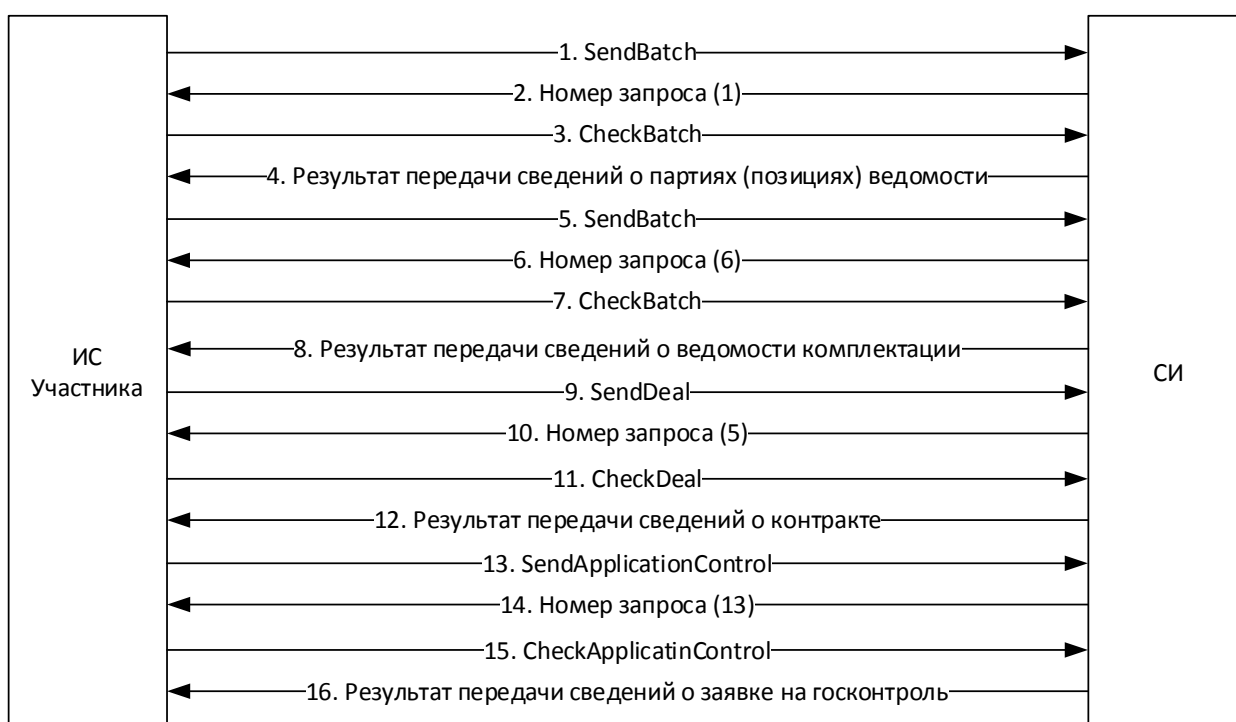 1. SendBatch
2. Номер запроса (1)
3. CheckBatch
4. Результат передачи сведений о партиях (позициях) ведомости
5. SendBatch
6. Номер запроса (6)
7. CheckBatch
8. Результат передачи сведений о ведомости комплектации
ИС
Участника
СИ
9. SendDeal
10. Номер запроса (5)
11. CheckDeal
12. Результат передачи сведений о контракте
13. SendApplicationControl
14. Номер запроса (13)
15. CheckApplicatinControl
16. Результат передачи сведений о заявке на госконтроль